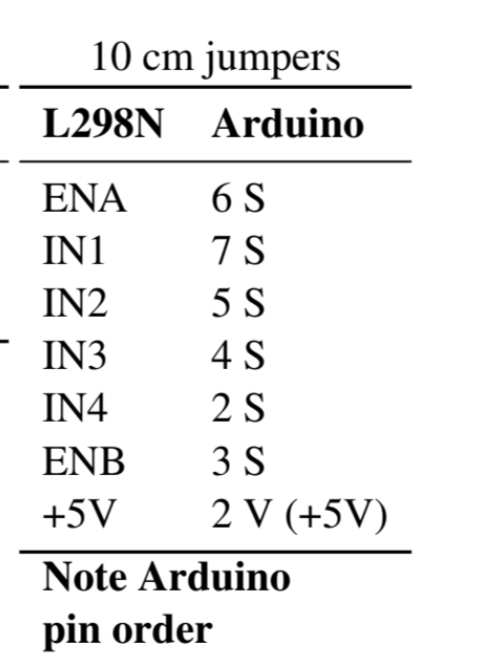 10 cm jumpers
L298N Arduino
ENA 6 S
IN1 7 S
IN2 5 S
IN3 4 S
IN4 2 S
ENB 3 S
+5V 2 V (+5V)
Note Arduino
pin order